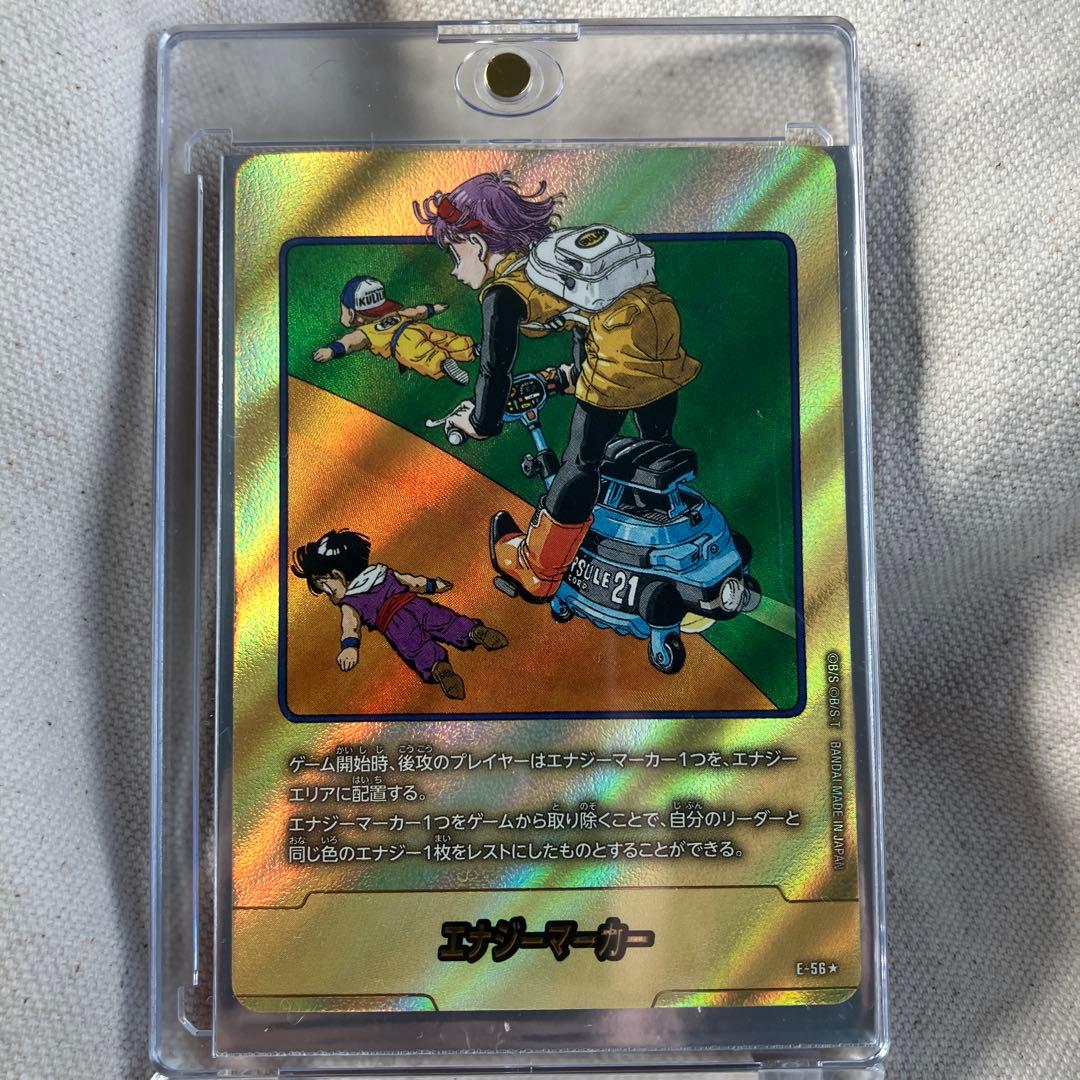 KULILI
PULA
PSULE
CORP.
21
ゲーム開始時、後攻のプレイヤーはエナジーマーカー1つを、エナジー
エリアに配置する。
エナジーマーカー1つをゲームから取り除くことで、自分のリーダーと
同じ色のエナジー1枚をレストにしたものとすることができる。
エナジーマーカー
E-56★
©B/S ©B/S・T BANDAI MADE IN JAPAN